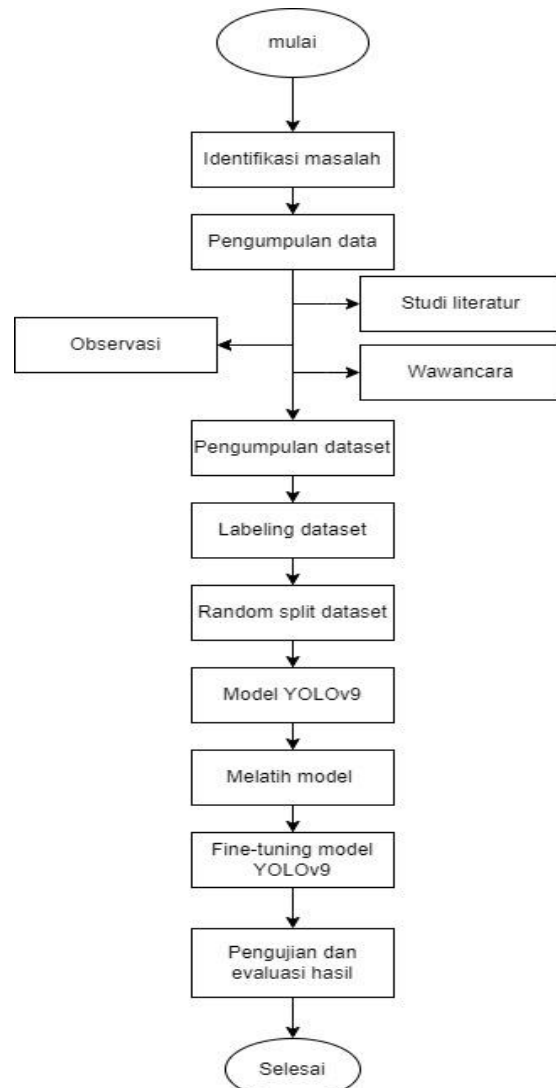 mulai
Identifikasi masalah
Pengumpulan data
Studi literatur
Observasi
Wawancara
Pengumpulan dataset
Labeling dataset
Random split dataset
Model YOLOv9
Melatih model
Fine-tuning model
YOLOv9
Pengujian dan
evaluasi hasil
Selesai